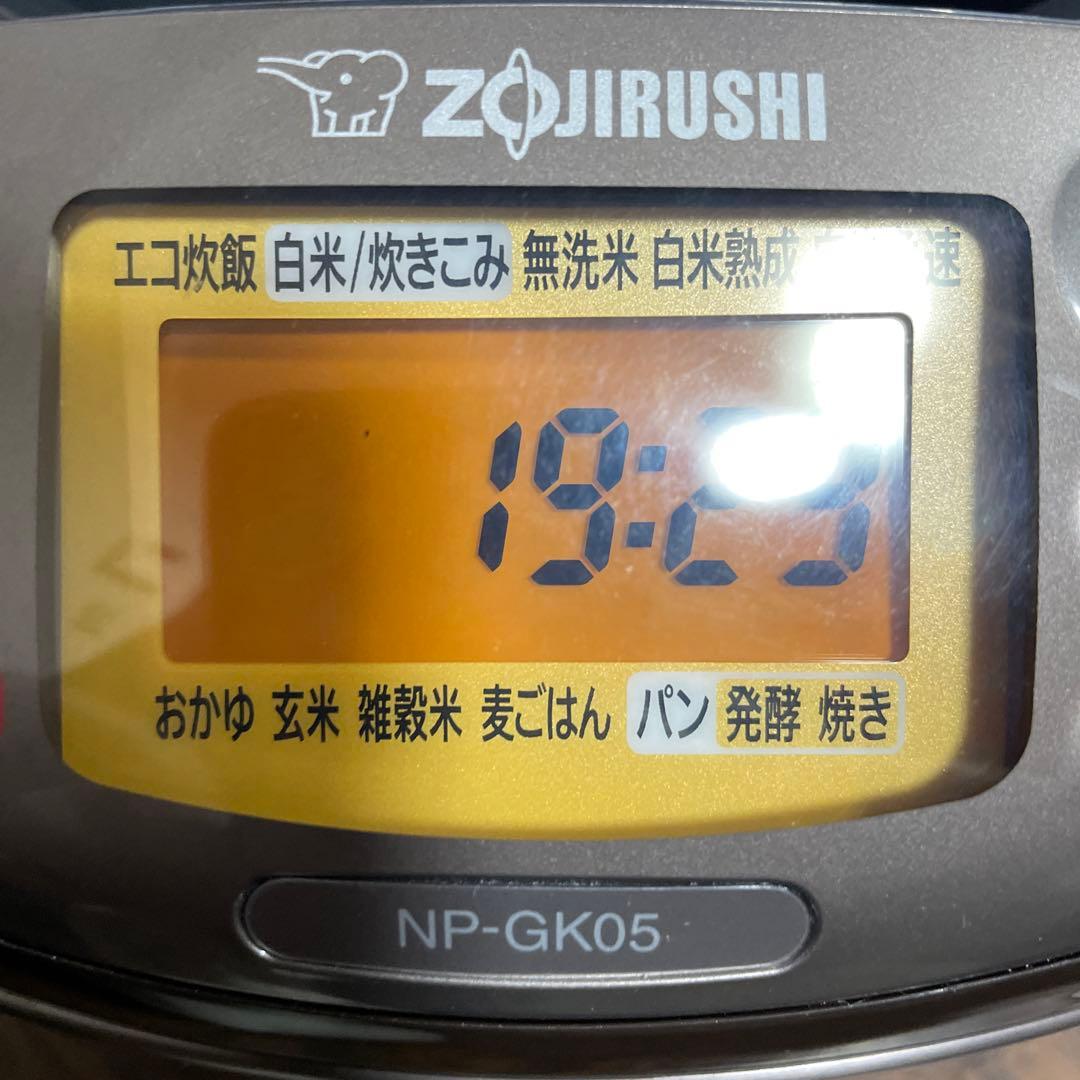 ZOJIRUSHI
エコ炊飯 白米/炊きこみ 無洗米 白米熟成 速
おかゆ 玄米 雑穀米 麦ごはん パン 発酵 焼き
NP-GK05